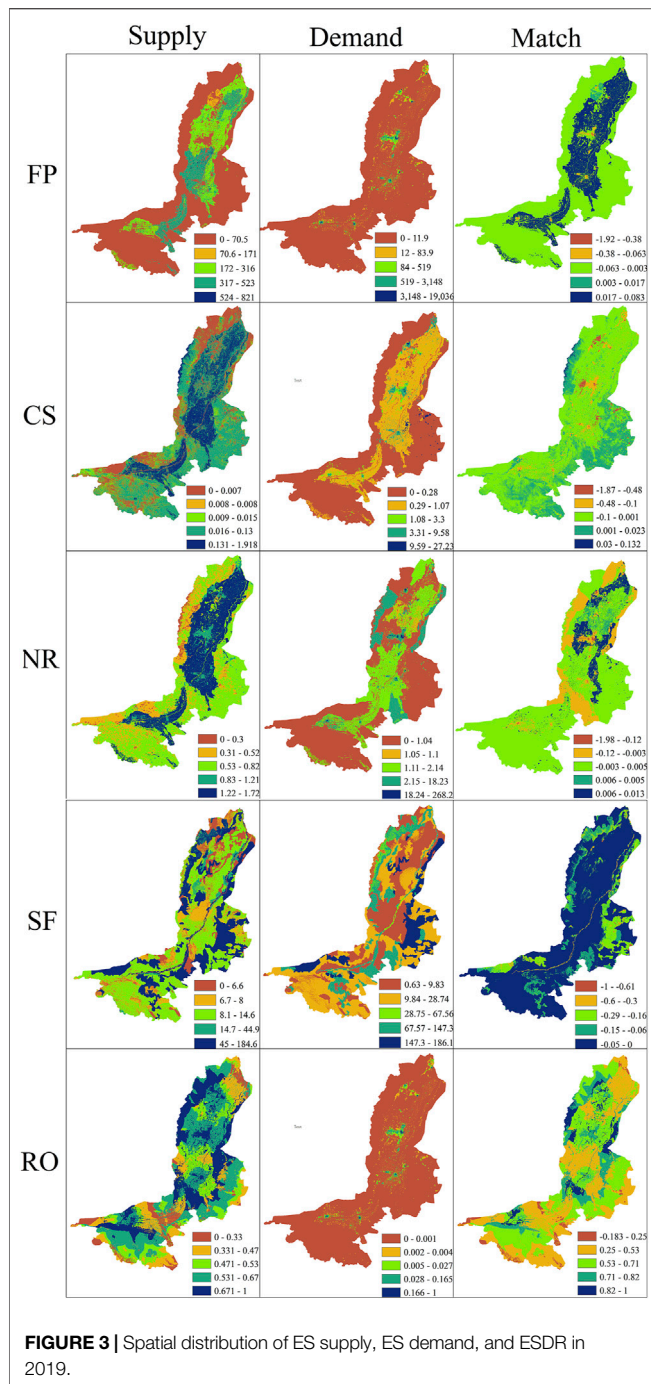 Supply Demand Match
FP
0 - 70.5
70.6 - 171
172 - 316
317 - 523
524 - 821
0 - 11.9
12 - 83.9
84 - 519
519 - 3,148
3,148 - 19,036
-1.92 - -0.38
-0.38 - -0.063
-0.063 - 0.003
0.003 - 0.017
0.017 - 0.083
CS
0 - 0.007
0.008 - 0.008
0.009 - 0.015
0.016 - 0.13
0.131 - 1.918
0 - 0.28
0.29 - 1.07
1.08 - 3.3
3.31 - 9.58
9.59 - 27.23
-1.87 - -0.48
-0.48 - -0.1
-0.1 - 0.001
0.001 - 0.023
0.03 - 0.132
NR
0 - 0.3
0.31 - 0.52
0.53 - 0.82
0.83 - 1.21
1.22 - 1.72
0 - 1.04
1.05 - 1.1
1.11 - 2.14
2.15 - 18.23
18.24 - 268.2
-1.98 - -0.12
-0.12 - -0.003
-0.003 - 0.005
0.006 - 0.005
0.006 - 0.013
SF
0 - 6.6
6.7 - 8
8.1 - 14.6
14.7 - 44.9
45 - 184.6
0.63 - 9.83
9.84 - 28.74
28.75 - 67.56
67.57 - 147.3
147.3 - 186.1
-1 - -0.61
-0.6 - -0.3
-0.29 - -0.16
-0.15 - -0.06
-0.05 - 0
RO
0 - 0.33
0.331 - 0.47
0.471 - 0.53
0.531 - 0.67
0.671 - 1
0 - 0.001
0.002 - 0.004
0.005 - 0.027
0.028 - 0.165
0.166 - 1
-0.183 - 0.25
0.25 - 0.53
0.53 - 0.71
0.71 - 0.82
0.82 - 1
FIGURE 3 | Spatial distribution of ES supply, ES demand, and ESDR in
2019.